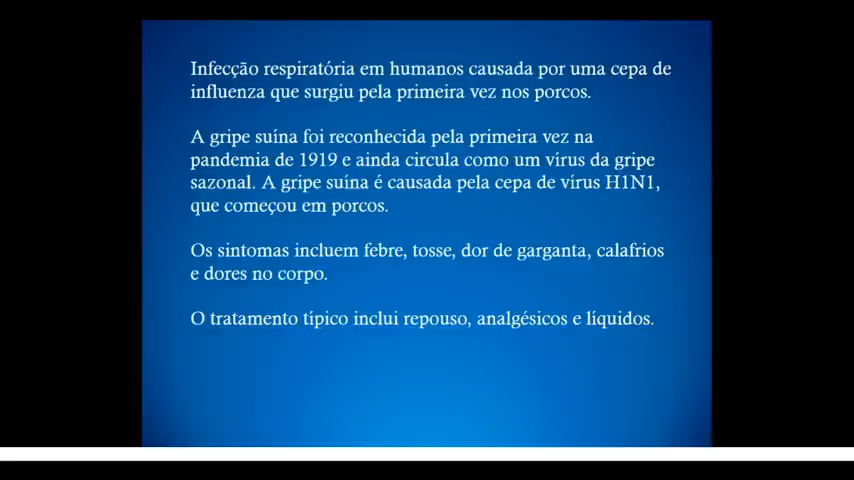 Infecção respiratória em humanos causada por uma cepa de
influenza que surgiu pela primeira vez nos porcos.
A gripe suína foi reconhecida pela primeira vez na
pandemia de 1919 e ainda circula como um vírus da gripe
sazonal. A gripe suína é causada pela cepa de vírus H1N1,
que começou em porcos.
Os sintomas incluem febre, tosse, dor de garganta, calafrios
e dores no corpo.
O tratamento típico inclui repouso, analgésicos e líquidos.